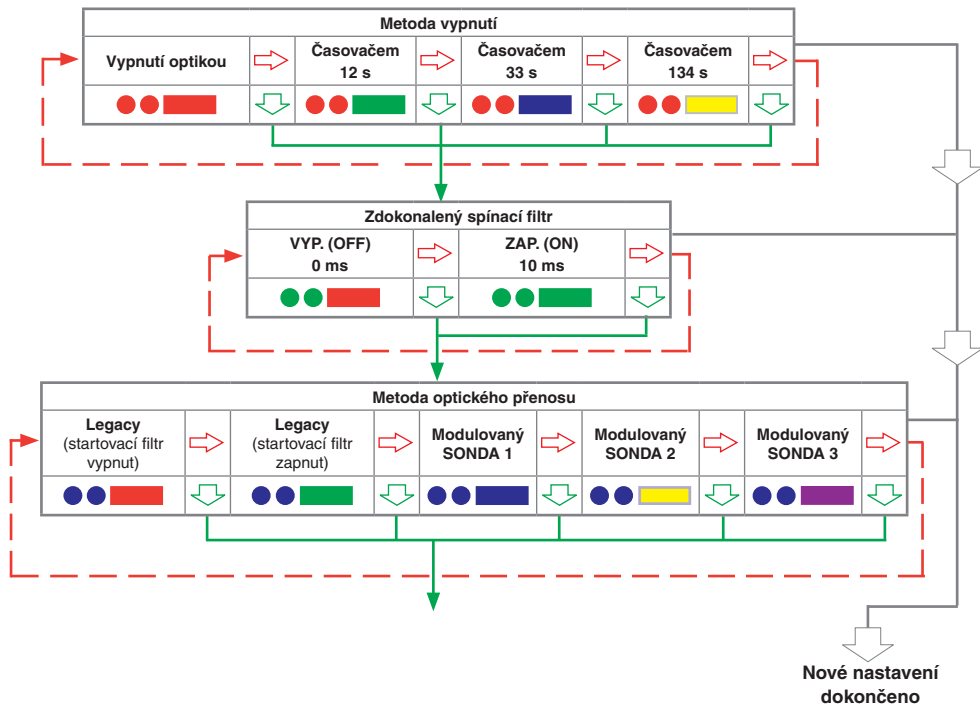 Metoda vypnutí
Vypnutí optikou
Časovačem
12 s
Časovačem
33 s
Časovačem
134 s
Zdokonalený spínací filtr
VYP. (OFF)
0 ms
ZAP. (ON)
10 ms
Metoda optického přenosu
Legacy
(startovací filtr
vypnut)
Legacy
(startovací filtr
zapnut)
Modulovaný
SONDA 1
Modulovaný
SONDA 2
Modulovaný
SONDA 3
Nové nastavení
dokončeno